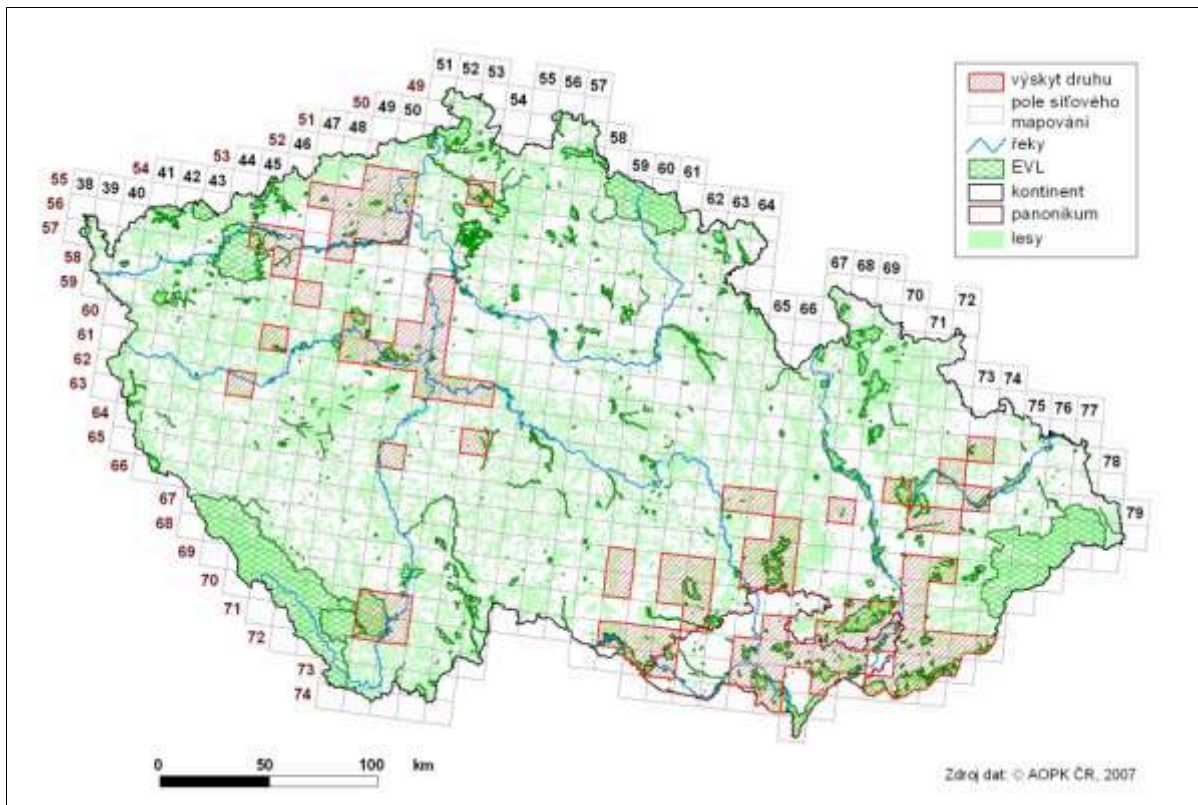 51 52 53
54
55 56 57
58
59 60 61
62 63 64
49
50 49 50
51 47 48
52 46
53 44 45
54 41 42 43
55 38 39 40
56
57
58
59
60
61
62
63
64
65
66
67
68
69
70
71
72
73
74
65 66
67 68 69
70
71
72
73 74
75 76 77
78
79
výskyt druhu
pole síťového
mapování
řeky
EVL
kontinent
panonikum
lesy
0 50 100 km
Zdroj dat: © AOPK ČR, 2007